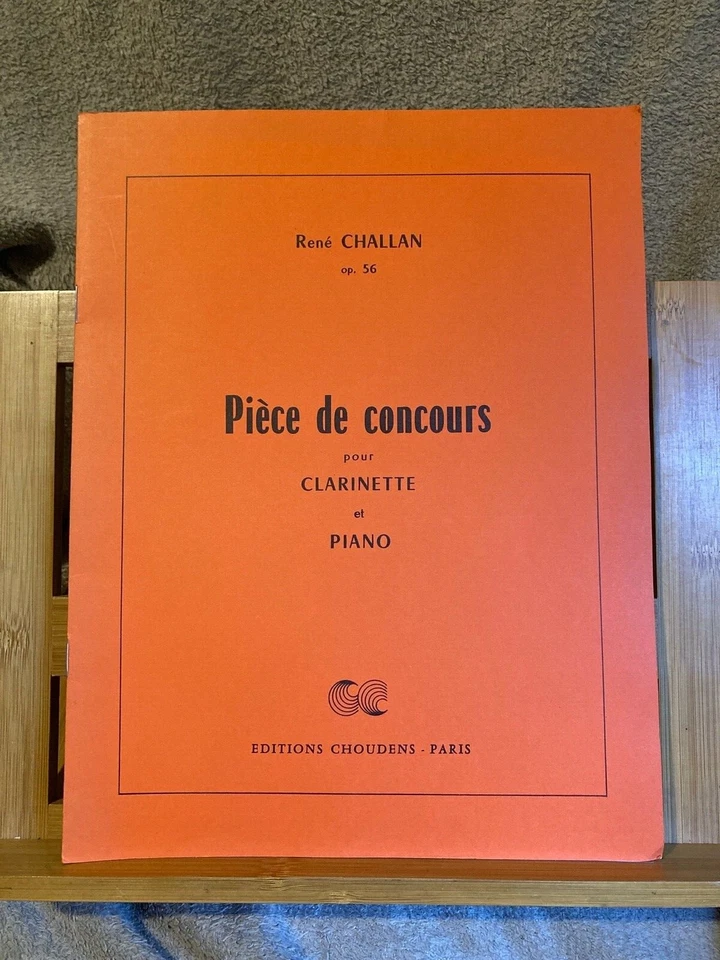 René CHALLAN
op. 56
Pièce de concours
pour
CLARINETTE
et
PIANO
EDITIONS CHOUDENS - PARIS